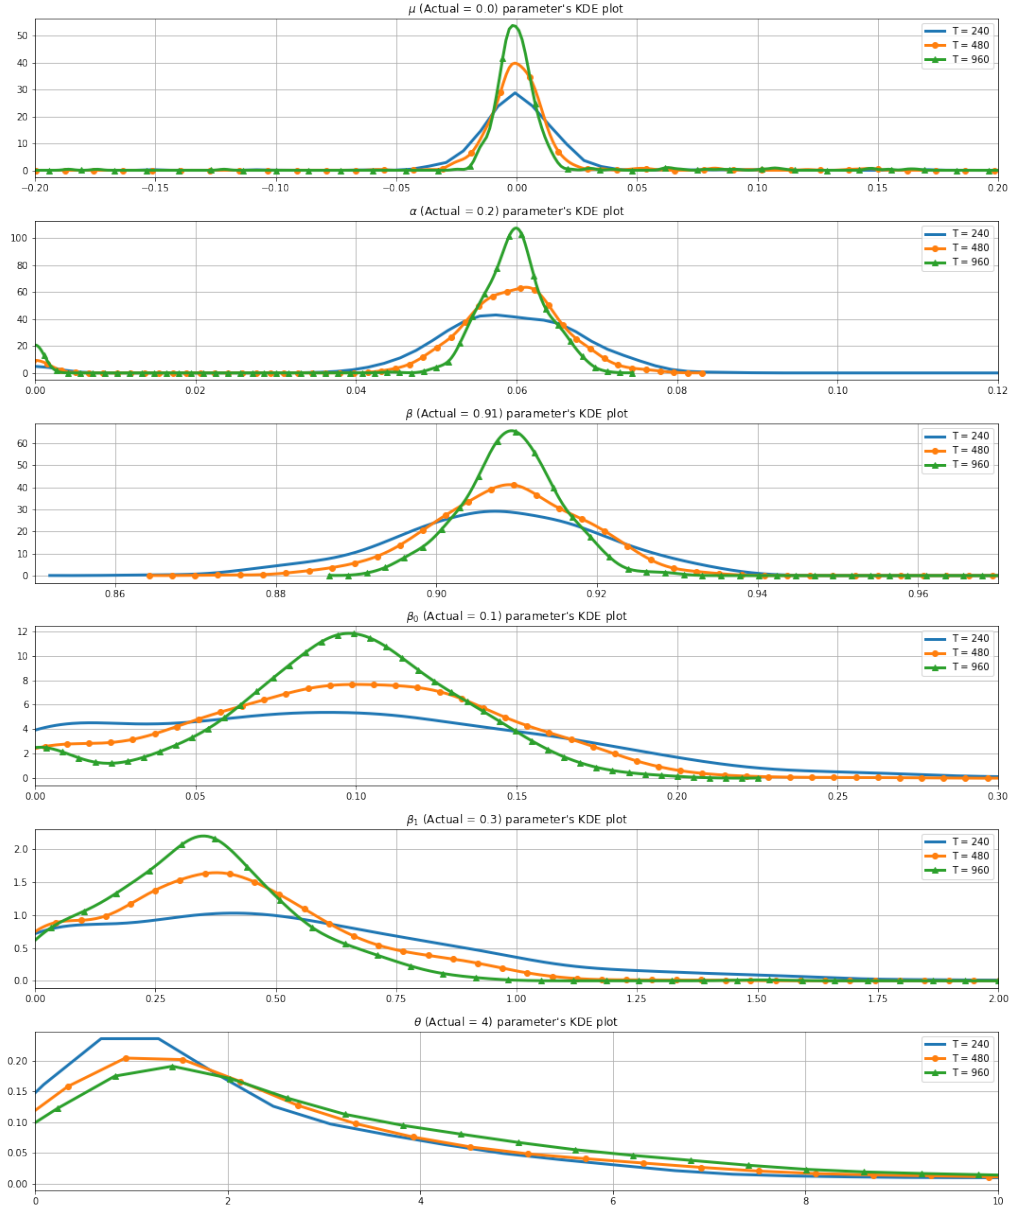 μ (Actual = 0.0) parameter's KDE plot
50
40
30
20
10
0
T = 240
T = 480
T = 960
−0.20 −0.15 −0.10 −0.05 0.00 0.05 0.10 0.15 0.20
α (Actual = 0.2) parameter's KDE plot
100
80
60
40
20
0
T = 240
T = 480
T = 960
0.00 0.02 0.04 0.06 0.08 0.10 0.12
β (Actual = 0.91) parameter's KDE plot
60
50
40
30
20
10
0
T = 240
T = 480
T = 960
0.86 0.90 0.92 0.94 0.96
β₀ (Actual = 0.1) parameter's KDE plot
12
10
8
6
4
2
0
T = 240
T = 480
T = 960
0.00 0.05 0.10 0.15 0.20 0.25 0.30
β₁ (Actual = 0.3) parameter's KDE plot
2.0
1.5
1.0
0.5
0.0
T = 240
T = 480
T = 960
0.00 0.25 0.50 0.75 1.00 1.25 1.50 1.75 2.00
θ (Actual = 4) parameter's KDE plot
0.20
0.15
0.10
0.05
0.00
T = 240
T = 480
T = 960
0 2 4 6 8 10